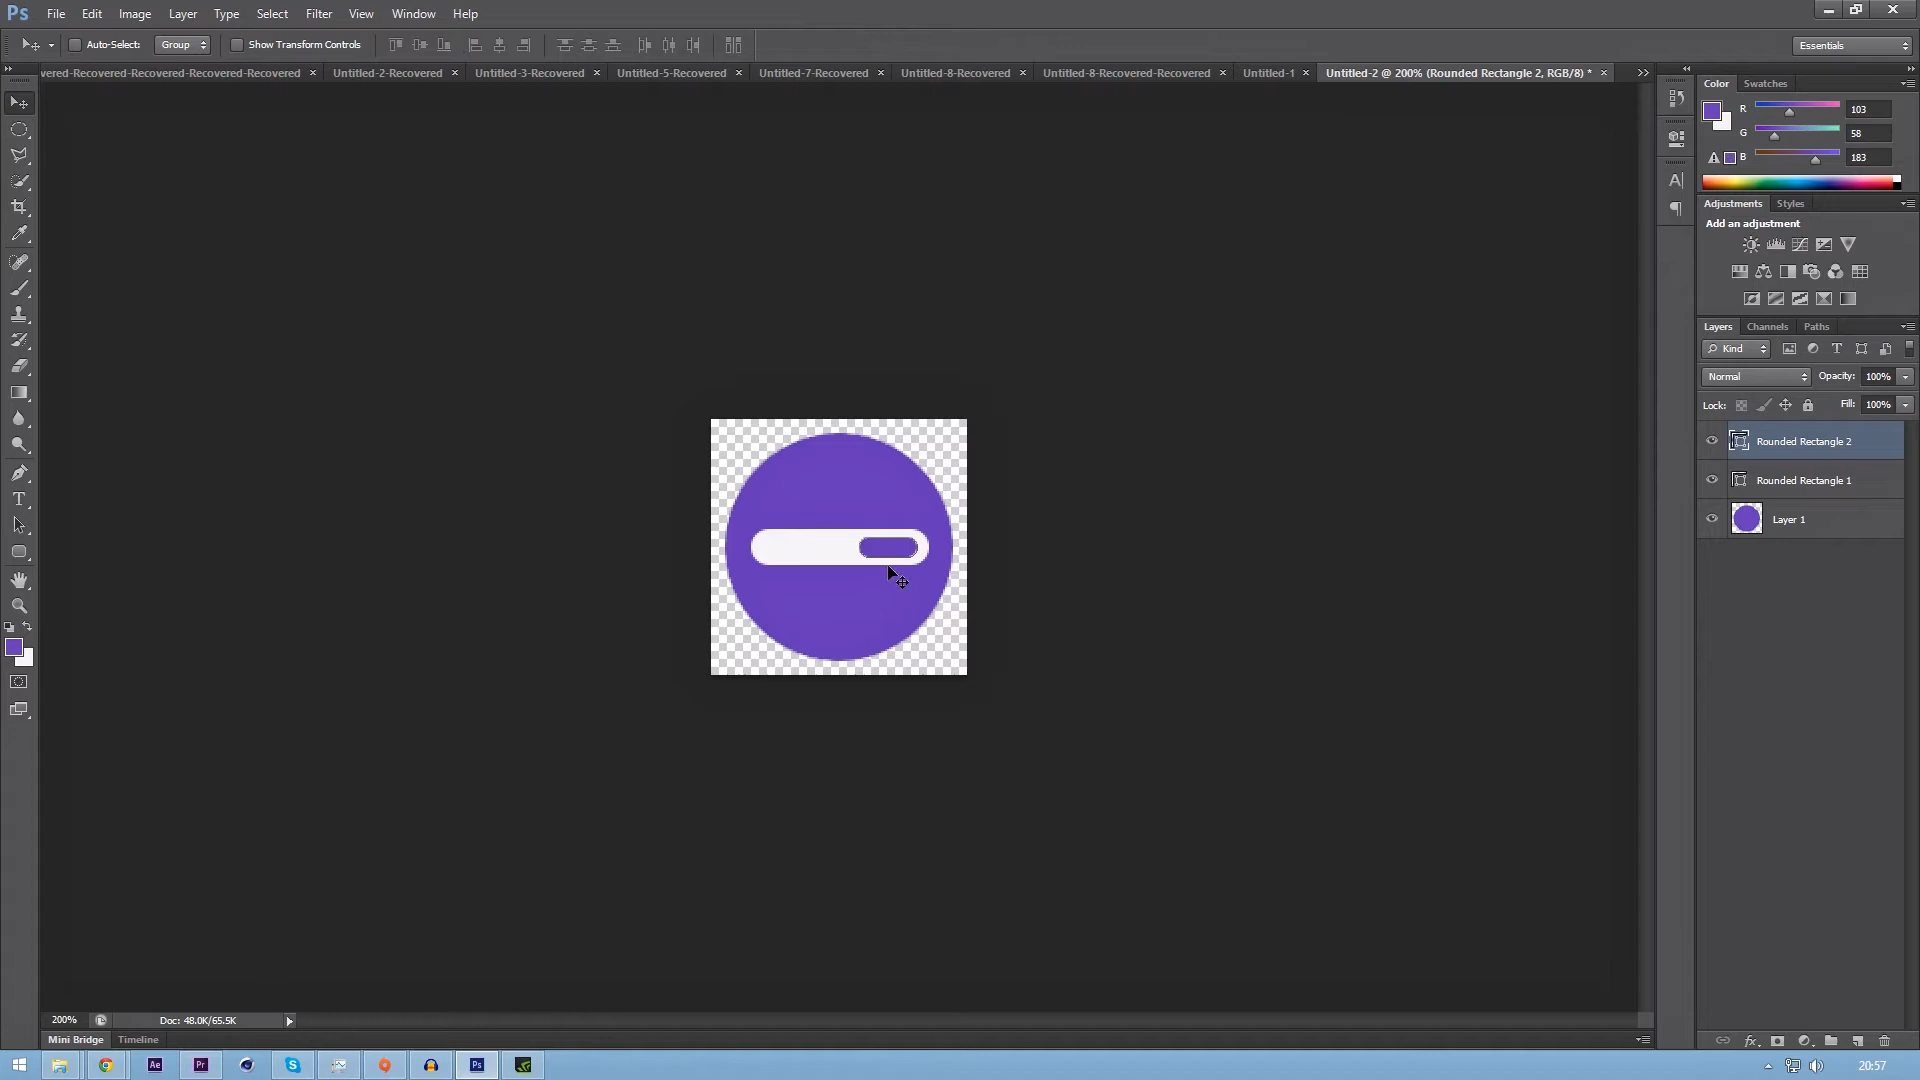 Ps File Edit Image Layer Type Select Filter View Window Help
Auto-Select: Group Show Transform Controls Essentials
vered-Recovered-Recovered-Recovered-Recovered × Untitled-2-Recovered × Untitled-3-Recovered × Untitled-5-Recovered × Untitled-7-Recovered × Untitled-8-Recovered × Untitled-8-Recovered-Recovered × Untitled-1 × Untitled-2 @ 200% (Rounded Rectangle 2, RGB/8) * ×
Color Swatches
R 103
G 58
B 183
Adjustments Styles
Add an adjustment
Layers Channels Paths
Kind
Normal Opacity: 100%
Lock: Fill: 100%
Rounded Rectangle 2
Rounded Rectangle 1
Layer 1
200% Doc: 48.0K/65.5K
Mini Bridge Timeline
fx
Ae Pr Ps 20:57